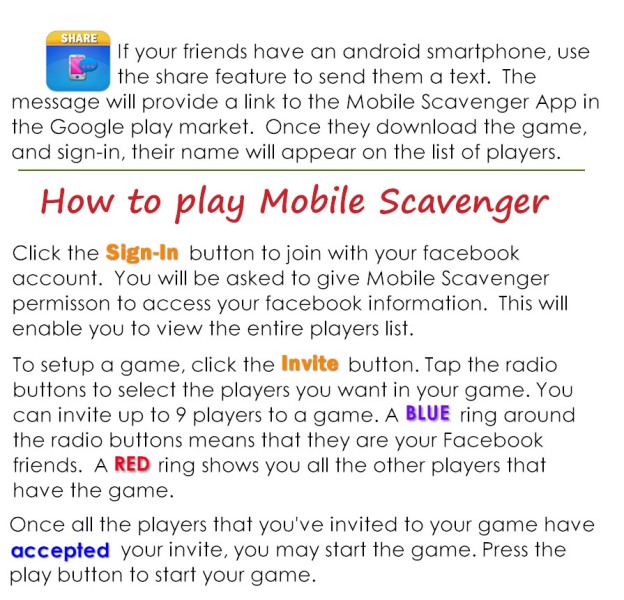 SHARE
If your friends have an android smartphone, use
the share feature to send them a text.  The
message will provide a link to the Mobile Scavenger App in
the Google play market.  Once they download the game,
and sign-in, their name will appear on the list of players.
How to play Mobile Scavenger
Click the Sign-In button to join with your facebook
account.  You will be asked to give Mobile Scavenger
permisson to access your facebook information.  This will
enable you to view the entire players list.
To setup a game, click the Invite button. Tap the radio
buttons to select the players you want in your game. You
can invite up to 9 players to a game. A BLUE ring around
the radio buttons means that they are your Facebook
friends.  A RED ring shows you all the other players that
have the game.
Once all the players that you've invited to your game have
accepted your invite, you may start the game. Press the
play button to start your game.